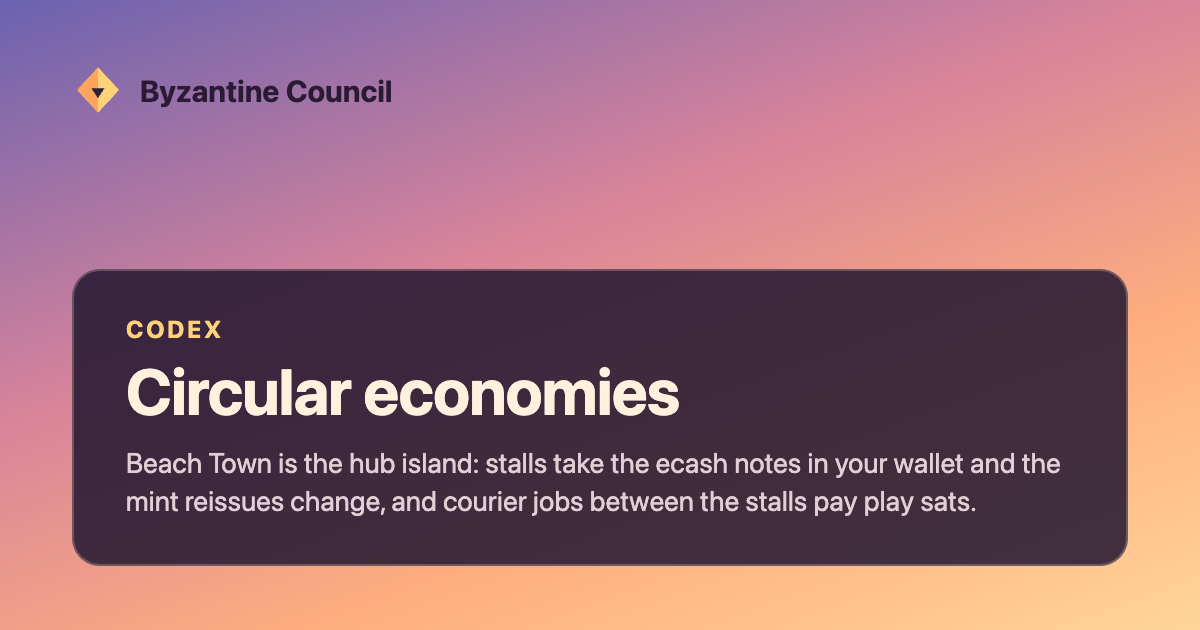 Byzantine Council
CODEX
Circular economies
Beach Town is the hub island: stalls take the ecash notes in your wallet and the
mint reissues change, and courier jobs between the stalls pay play sats.